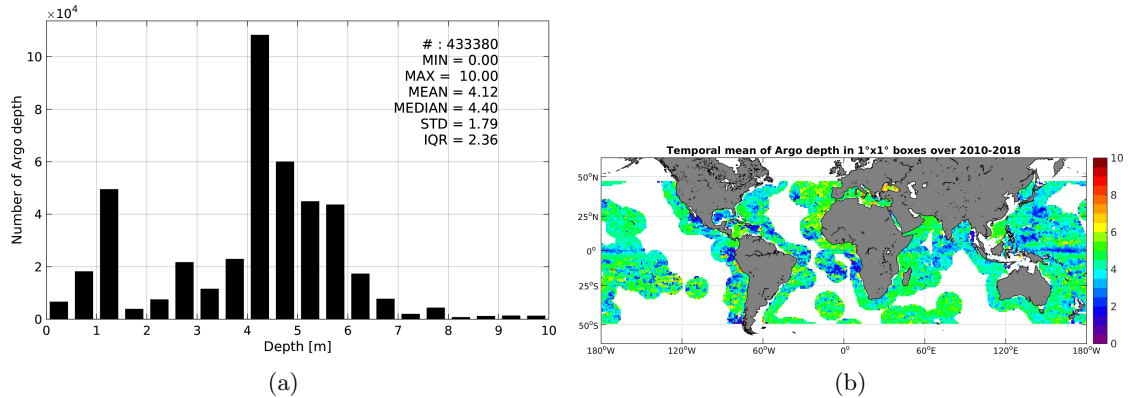 ×10⁴
10
8
6
4
2
0
Number of Argo depth
# : 433380
MIN = 0.00
MAX = 10.00
MEAN = 4.12
MEDIAN = 4.40
STD = 1.79
IQR = 2.36
0 1 2 3 4 5 6 7 8 9 10
Depth [m]
(a)
Temporal mean of Argo depth in 1°x1° boxes over 2010-2018
50°N
25°N
0°
25°S
50°S
180°W 120°W 60°W 0° 60°E 120°E 180°W
10
8
6
4
2
0
(b)